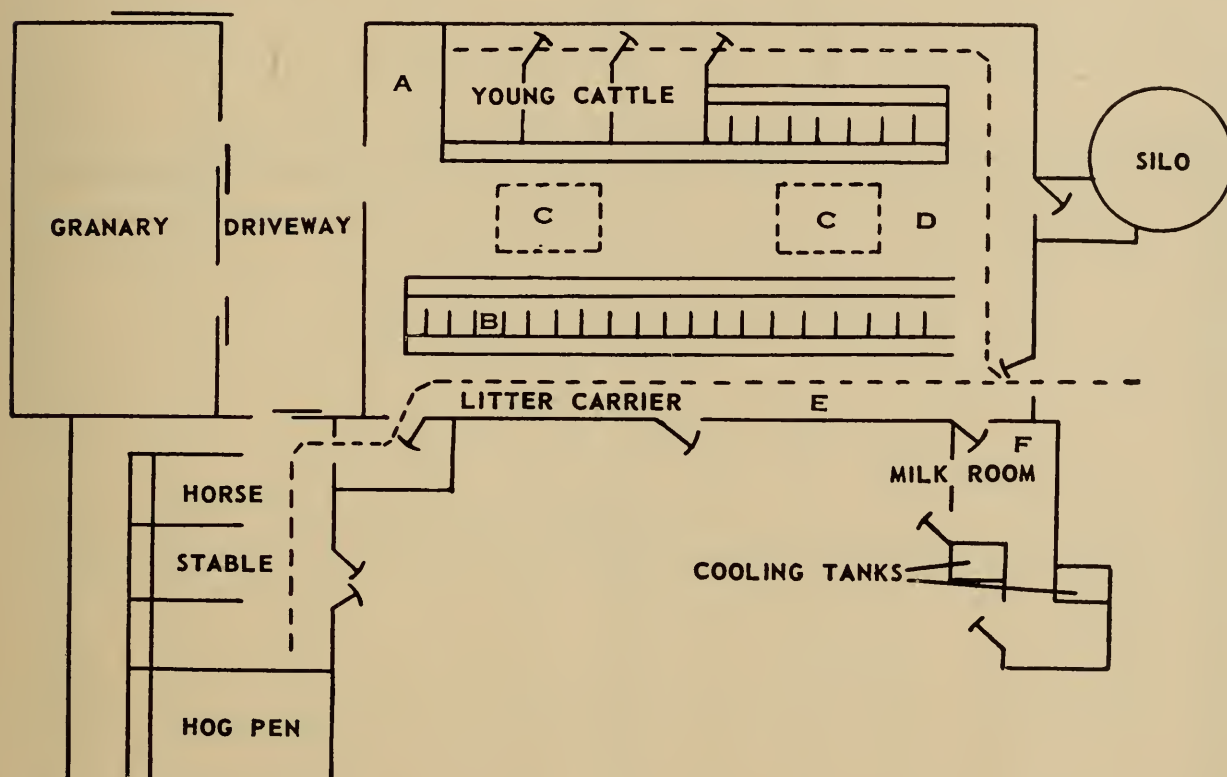 A
YOUNG CATTLE
SILO
GRANARY
DRIVEWAY
C
C
D
B
LITTER CARRIER
E
F
MILK ROOM
HORSE
STABLE
COOLING TANKS
HOG PEN